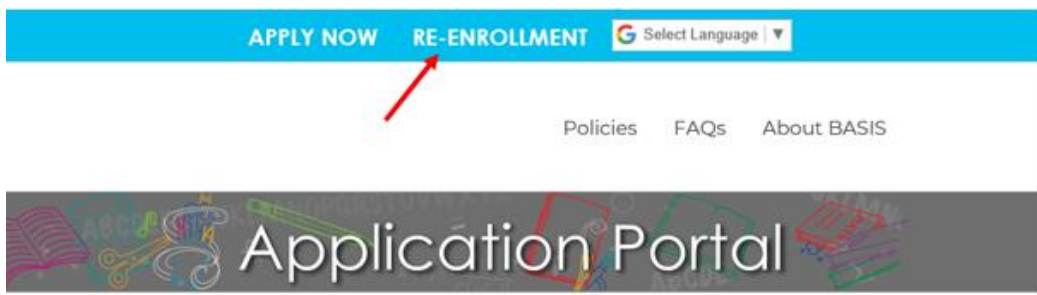 APPLY NOW RE-ENROLLMENT G Select Language ▼
Policies FAQs About BASIS
Application Portal